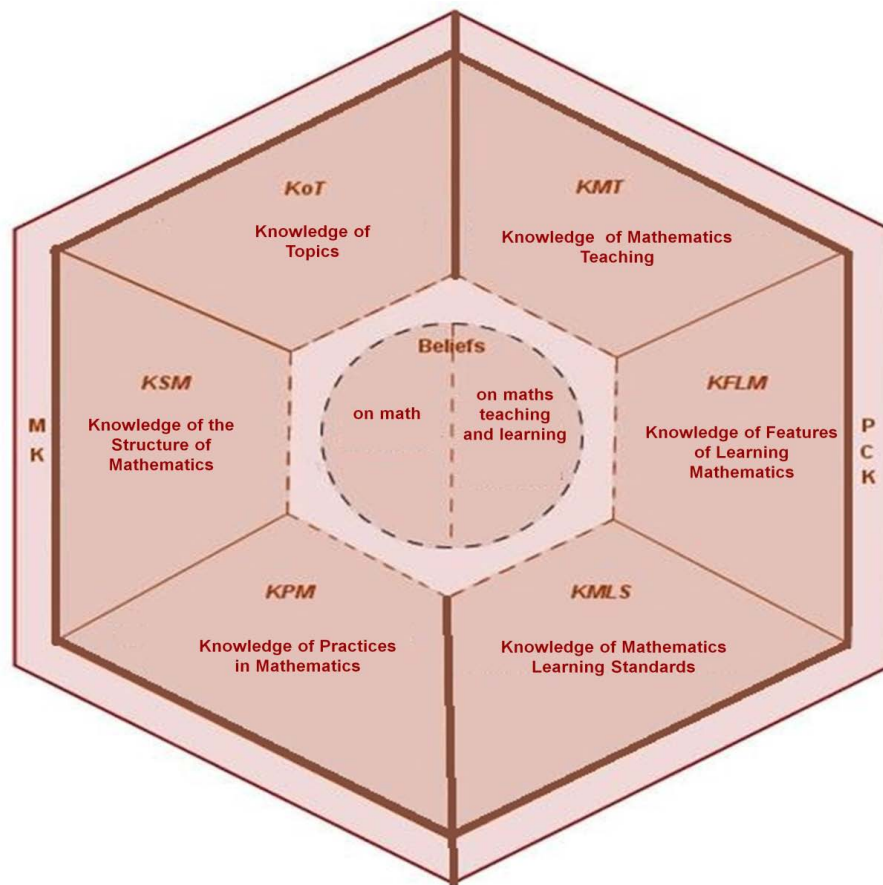 KoT
Knowledge of
Topics
KMT
Knowledge of Mathematics
Teaching
KSM
Knowledge of the
Structure of
Mathematics
M
K
Beliefs
on math
on maths
teaching
and learning
KFLM
Knowledge of Features
of Learning
Mathematics
P
C
K
KPM
Knowledge of Practices
in Mathematics
KMLS
Knowledge of Mathematics
Learning Standards